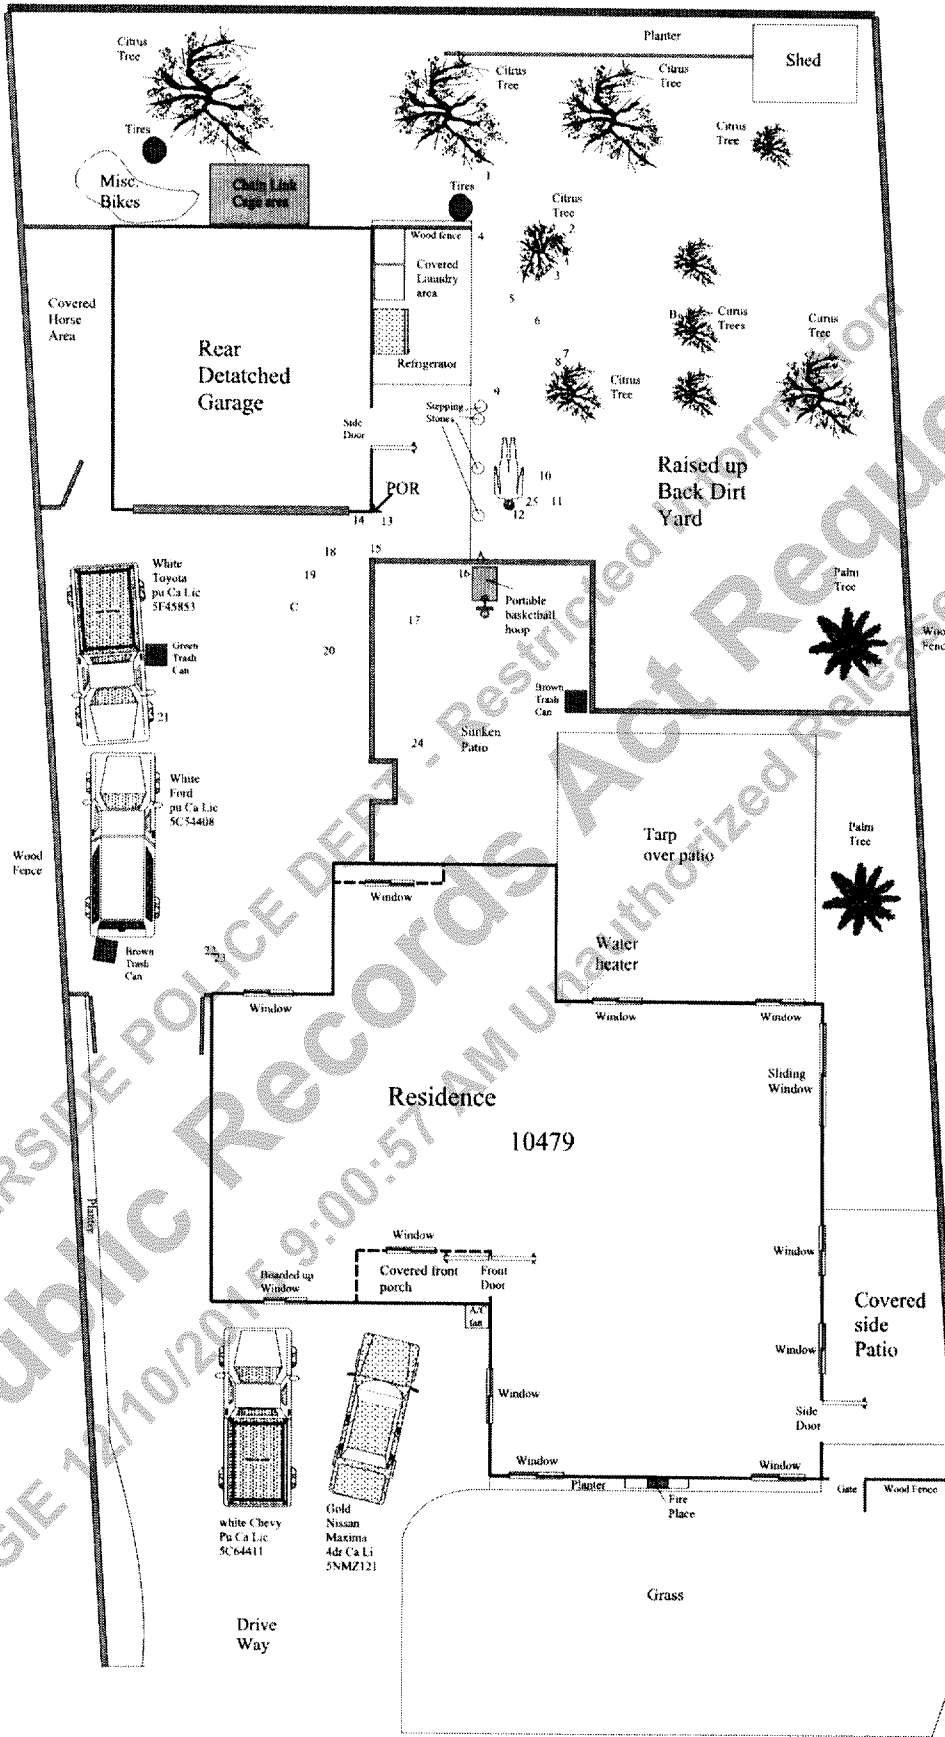 Citrus
Tree
Planter
Shed
Citrus
Tree
Citrus
Tree
Citrus
Tree
Tires
Misc.
Bikes
Chain Link
Cage area
1
Tires
Citrus
Tree
2
Wood fence
4
Covered
Laundry
area
3
5
6
Covered
Horse
Area
Rear
Detatched
Garage
Refrigerator
7
8
Citrus
Tree
Citrus
Trees
Citrus
Tree
9
Stepping
Stones
Side
Door
POR
10
25
11
12
Raised up
Back Dirt
Yard
14
13
15
18
19
A
16
Portable
basketball
hoop
White
Toyota
pu Ca Lic
5F45853
C
17
20
Green
Trash
Can
21
Palm
Tree
Wood
Fence
Brown
Trash
Can
24
Sunken
Patio
White
Ford
pu Ca Lic
5C54408
Tarp
over patio
Palm
Tree
Wood
Fence
Window
Brown
Trash
Can
22
23
Water
heater
Window
Window
Window
Sliding
Window
Residence
10479
Planter
Window
Covered front
porch
Front
Door
Boarded up
Window
Window
Covered
side
Patio
Window
Window
Side
Door
Window
Planter
Window
Fire
Place
Gate
Wood Fence
white Chevy
Pu Ca Lic
5C64411
Gold
Nissan
Maxima
4dr Ca Li
5NMZ121
Grass
Drive
Way
RSIDE POLICE DEPT - Restricted Information
ublic Records Act Reque
GIE 12/10/2015 9:00:57 AM Unauthorized Release